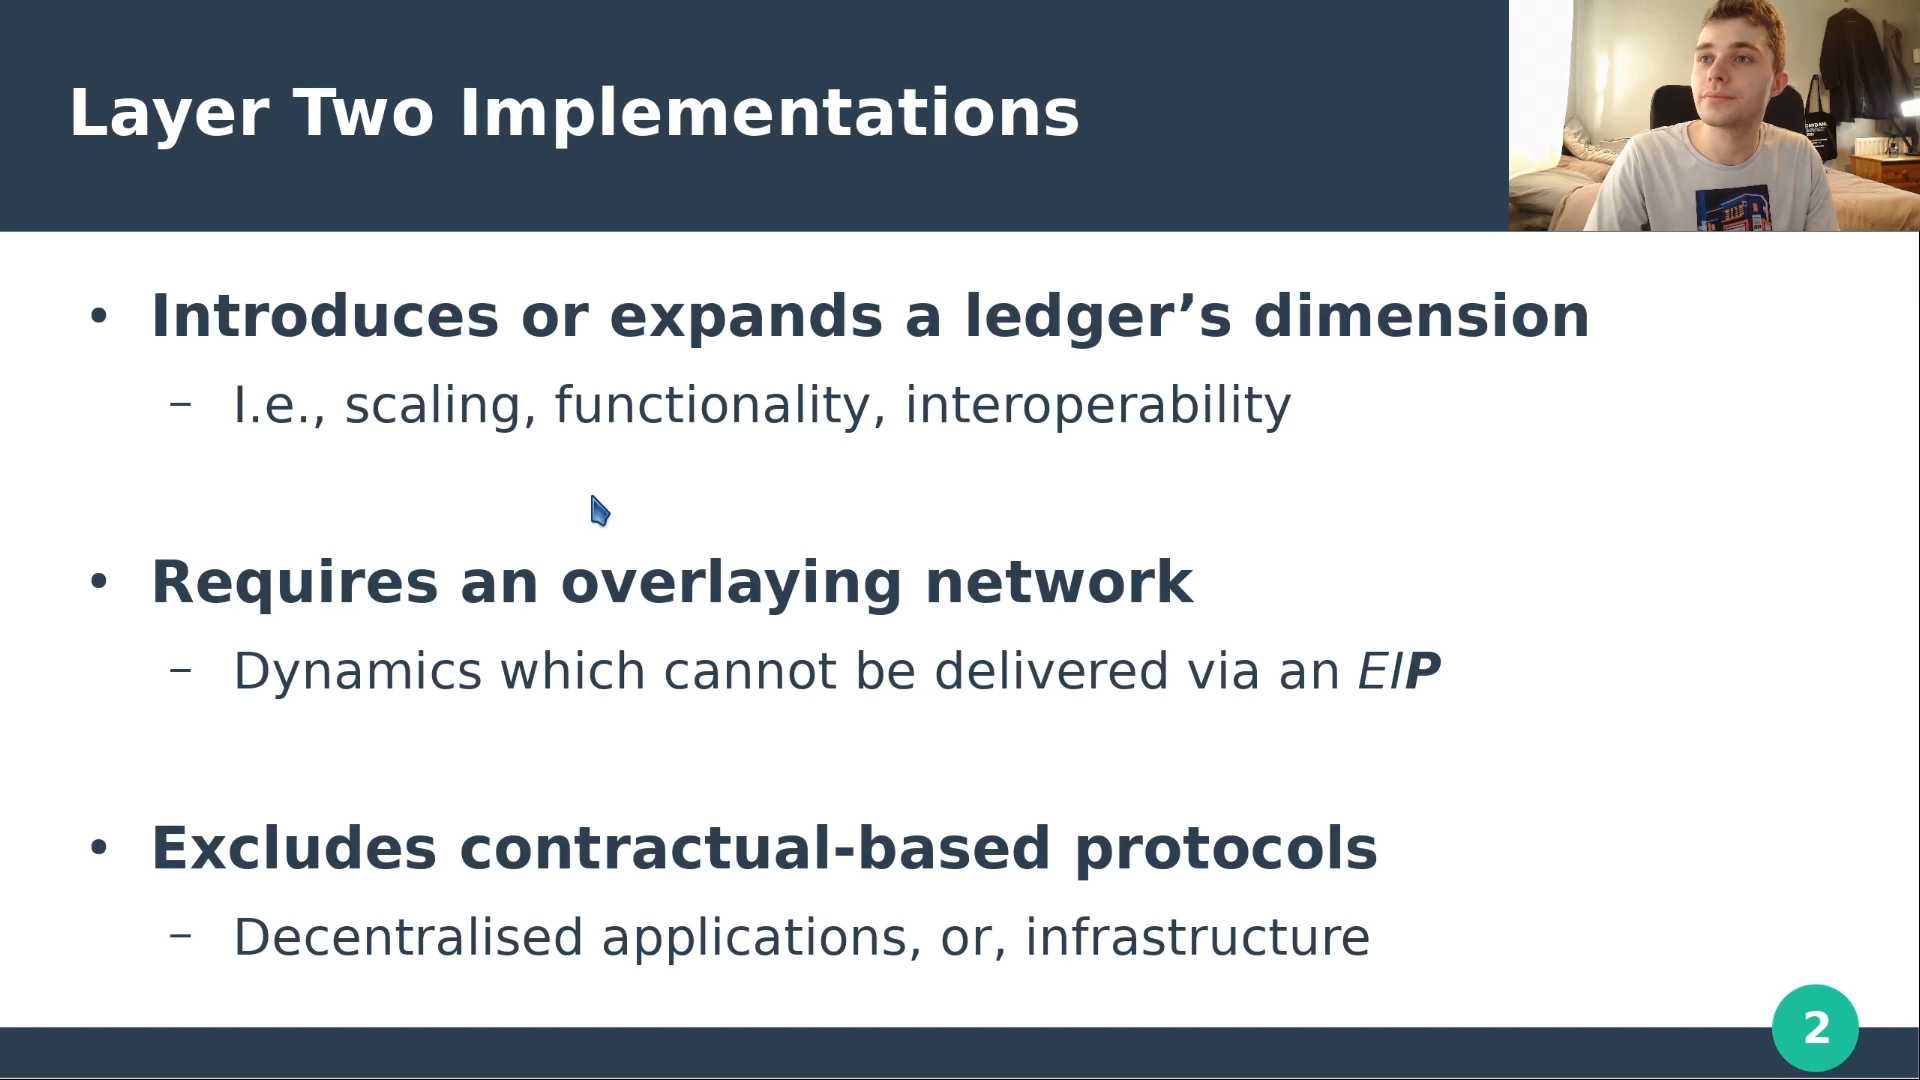 Layer Two Implementations
• Introduces or expands a ledger’s dimension
– I.e., scaling, functionality, interoperability
• Requires an overlaying network
– Dynamics which cannot be delivered via an EIP
• Excludes contractual-based protocols
– Decentralised applications, or, infrastructure
2